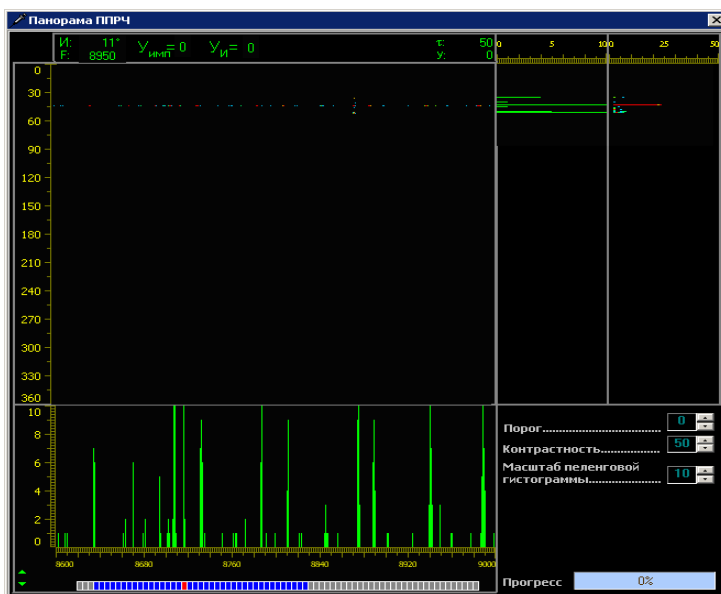 Панорама ППРЧ
И: 11° Уимп= 0 УИ= 0 τ: 50
F: 8950 У: 0
0 5 10 0 25 50
0
30
60
90
120
150
180
210
240
270
300
330
360
10
8
6
4
2
0
8600 8680 8760 8840 8920 9000
Порог 0
Контрастность 50
Масштаб пеленговой
гистограммы 10
Прогресс 0%